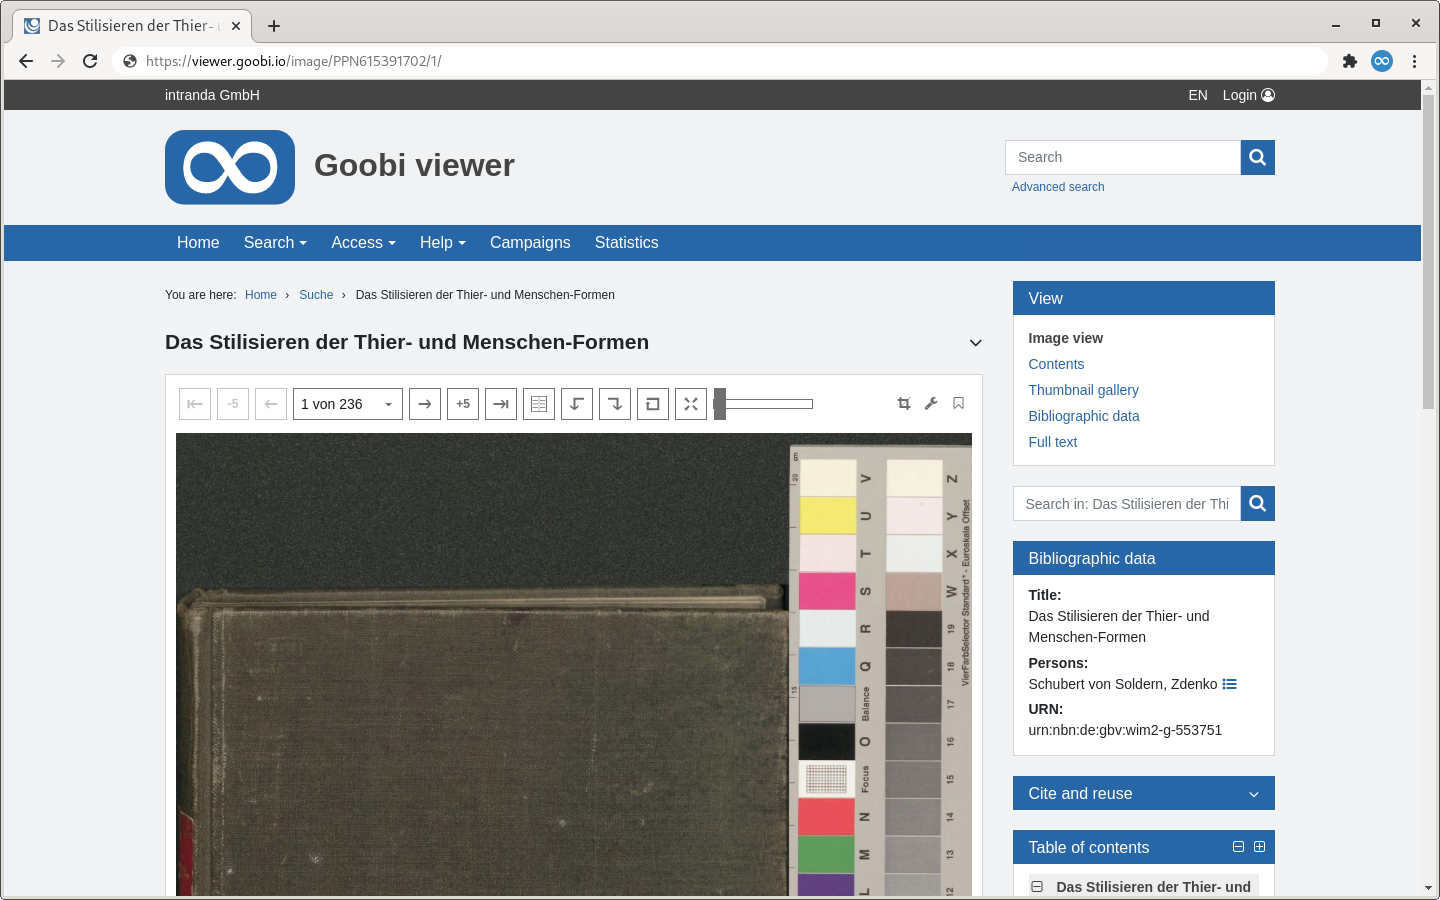 Das Stilisieren der Thier-
https://viewer.goobi.io/image/PPN615391702/1/
intranda GmbH
EN
Login
Goobi viewer
Search
Advanced search
Home
Search
Access
Help
Campaigns
Statistics
You are here: Home › Suche › Das Stilisieren der Thier- und Menschen-Formen
Das Stilisieren der Thier- und Menschen-Formen
-5
1 von 236
+5
cm
20
15
V
U
T
S
R
Q
Balance
O
Focus
N
M
L
Z
Y
X
W
19
18
17
16
15
14
13
12
VierFarbSelector Standard* - Euroskala Offset
View
Image view
Contents
Thumbnail gallery
Bibliographic data
Full text
Search in: Das Stilisieren der Thi
Bibliographic data
Title:
Das Stilisieren der Thier- und
Menschen-Formen
Persons:
Schubert von Soldern, Zdenko
URN:
urn:nbn:de:gbv:wim2-g-553751
Cite and reuse
Table of contents
Das Stilisieren der Thier- und